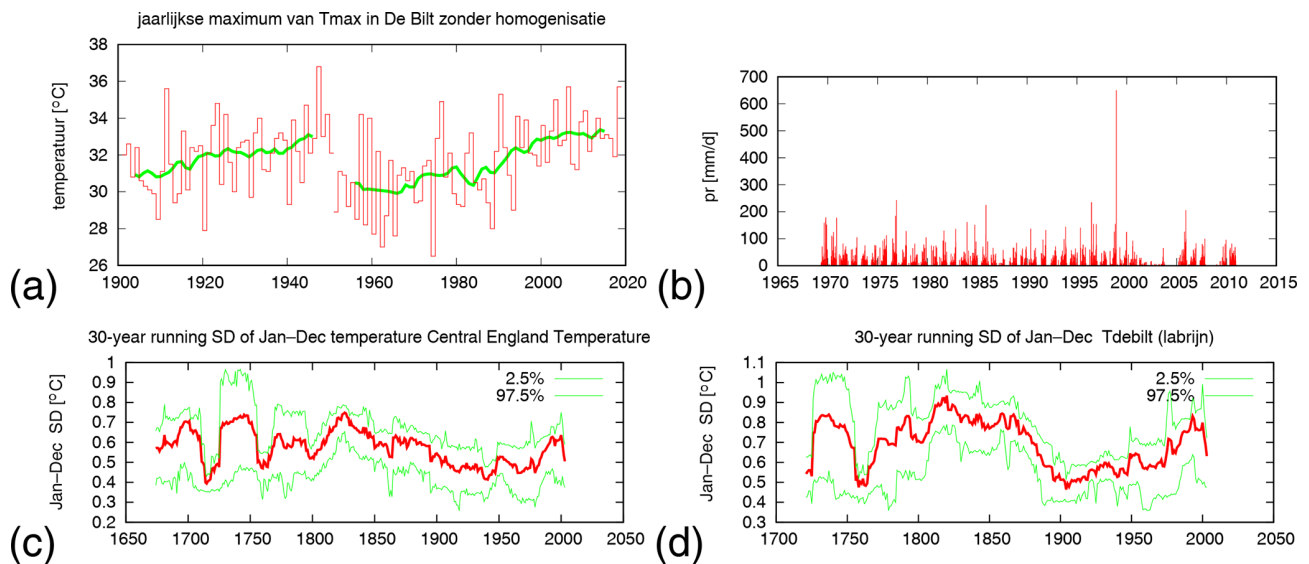 jaarlijkse maximum van Tmax in De Bilt zonder homogenisatie
temperatuur [°C]
38
36
34
32
30
28
26
1900 1920 1940 1960 1980 2000 2020
(a)
pr [mm/d]
700
600
500
400
300
200
100
0
1965 1970 1975 1980 1985 1990 1995 2000 2005 2010 2015
(b)
30-year running SD of Jan–Dec temperature Central England Temperature
Jan–Dec SD [°C]
1
0.9
0.8
0.7
0.6
0.5
0.4
0.3
0.2
2.5%
97.5%
1650 1700 1750 1800 1850 1900 1950 2000 2050
(c)
30-year running SD of Jan–Dec Tdebilt (labrijn)
Jan–Dec SD [°C]
1.1
1
0.9
0.8
0.7
0.6
0.5
0.4
0.3
2.5%
97.5%
1700 1750 1800 1850 1900 1950 2000 2050
(d)